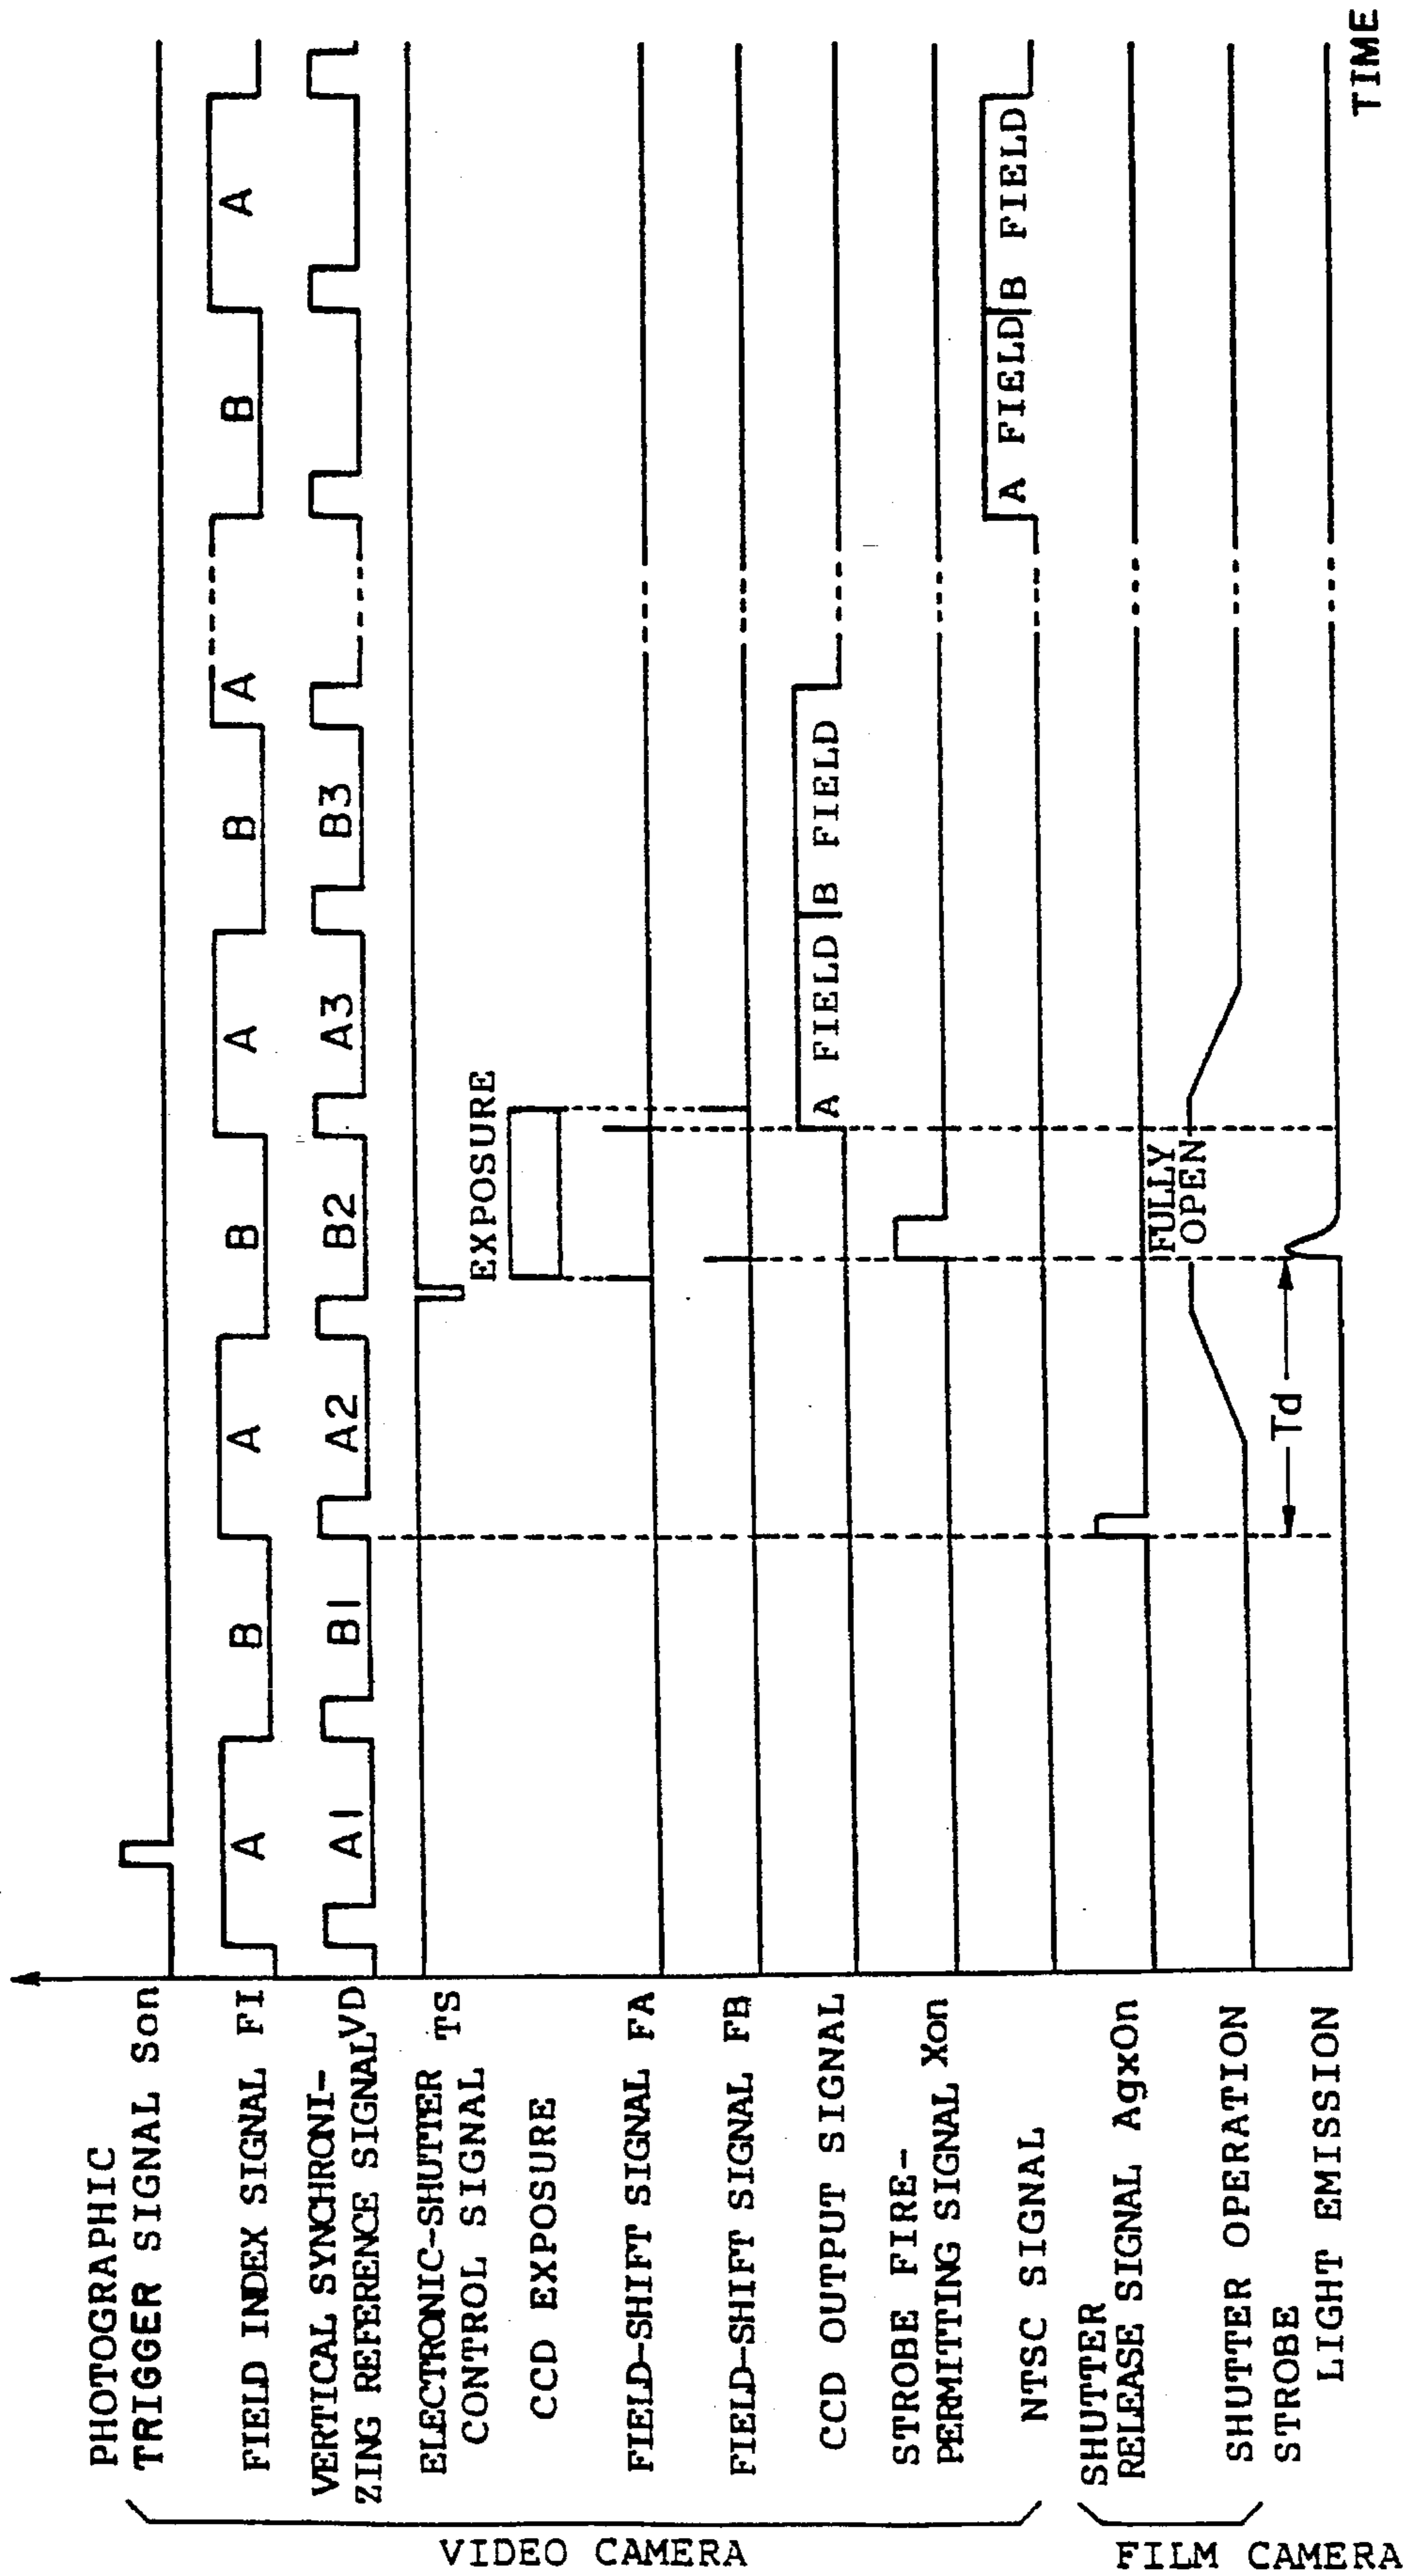 PHOTOGRAPHIC
TRIGGER SIGNAL Son
FIELD INDEX SIGNAL FI
A B A B A B A B A
VERTICAL SYNCHRONI-
ZING REFERENCE SIGNAL VD
A1 B1 A2 B2 A3 B3
ELECTRONIC-SHUTTER TS
CONTROL SIGNAL
CCD EXPOSURE
EXPOSURE
FIELD-SHIFT SIGNAL FA
FIELD-SHIFT SIGNAL FB
CCD OUTPUT SIGNAL
A FIELD B FIELD
STROBE FIRE-
PERMITING SIGNAL Xon
NTSC SIGNAL
A FIELD B FIELD
SHUTTER
RELEASE SIGNAL AgxOn
SHUTTER OPERATION
FULLY
OPEN
STROBE
LIGHT EMISSION
Td
TIME
VIDEO CAMERA
FILM CAMERA